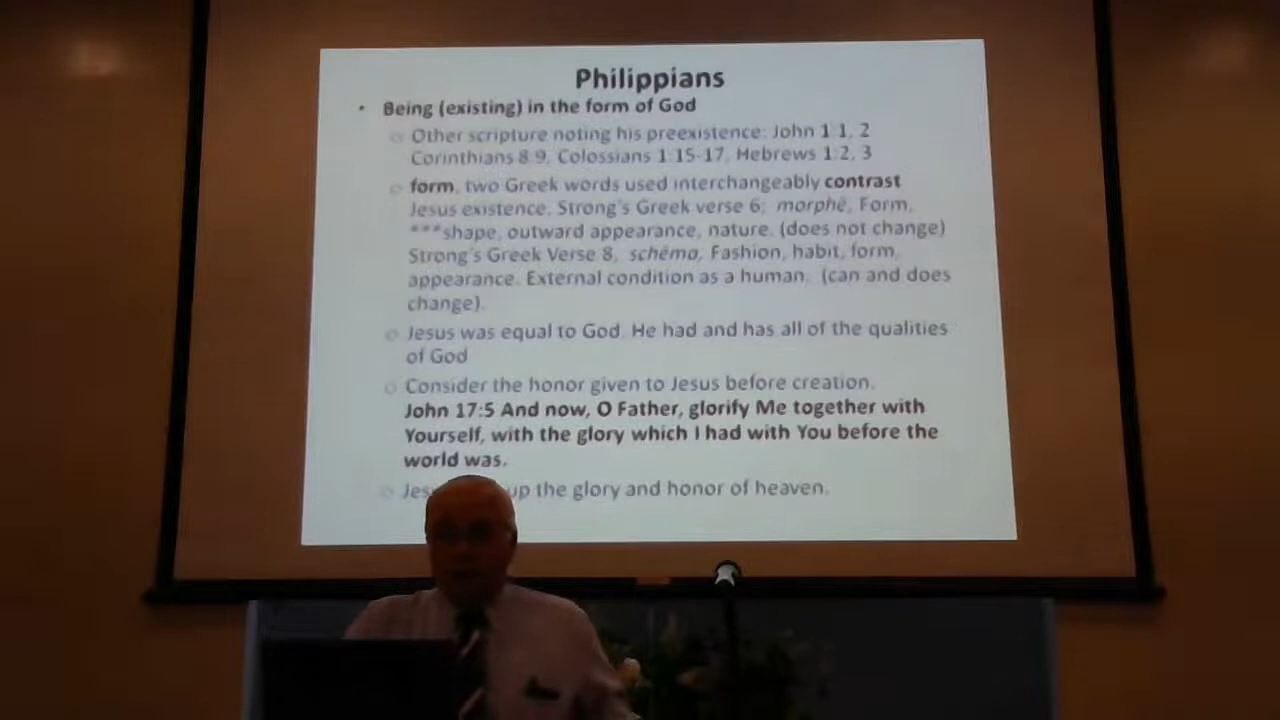 Philippians
• Being (existing) in the form of God
o Other scripture noting his preexistence: John 1:1, 2
Corinthians 8:9, Colossians 1:15-17, Hebrews 1:2, 3
o form, two Greek words used interchangeably contrast
Jesus existence. Strong's Greek verse 6; morphē, Form,
***shape, outward appearance, nature. (does not change)
Strong's Greek Verse 8, schēma, Fashion, habit, form,
appearance. External condition as a human. (can and does
change).
o Jesus was equal to God. He had and has all of the qualities
of God
o Consider the honor given to Jesus before creation.
John 17:5 And now, O Father, glorify Me together with
Yourself, with the glory which I had with You before the
world was.
o up the glory and honor of heaven.